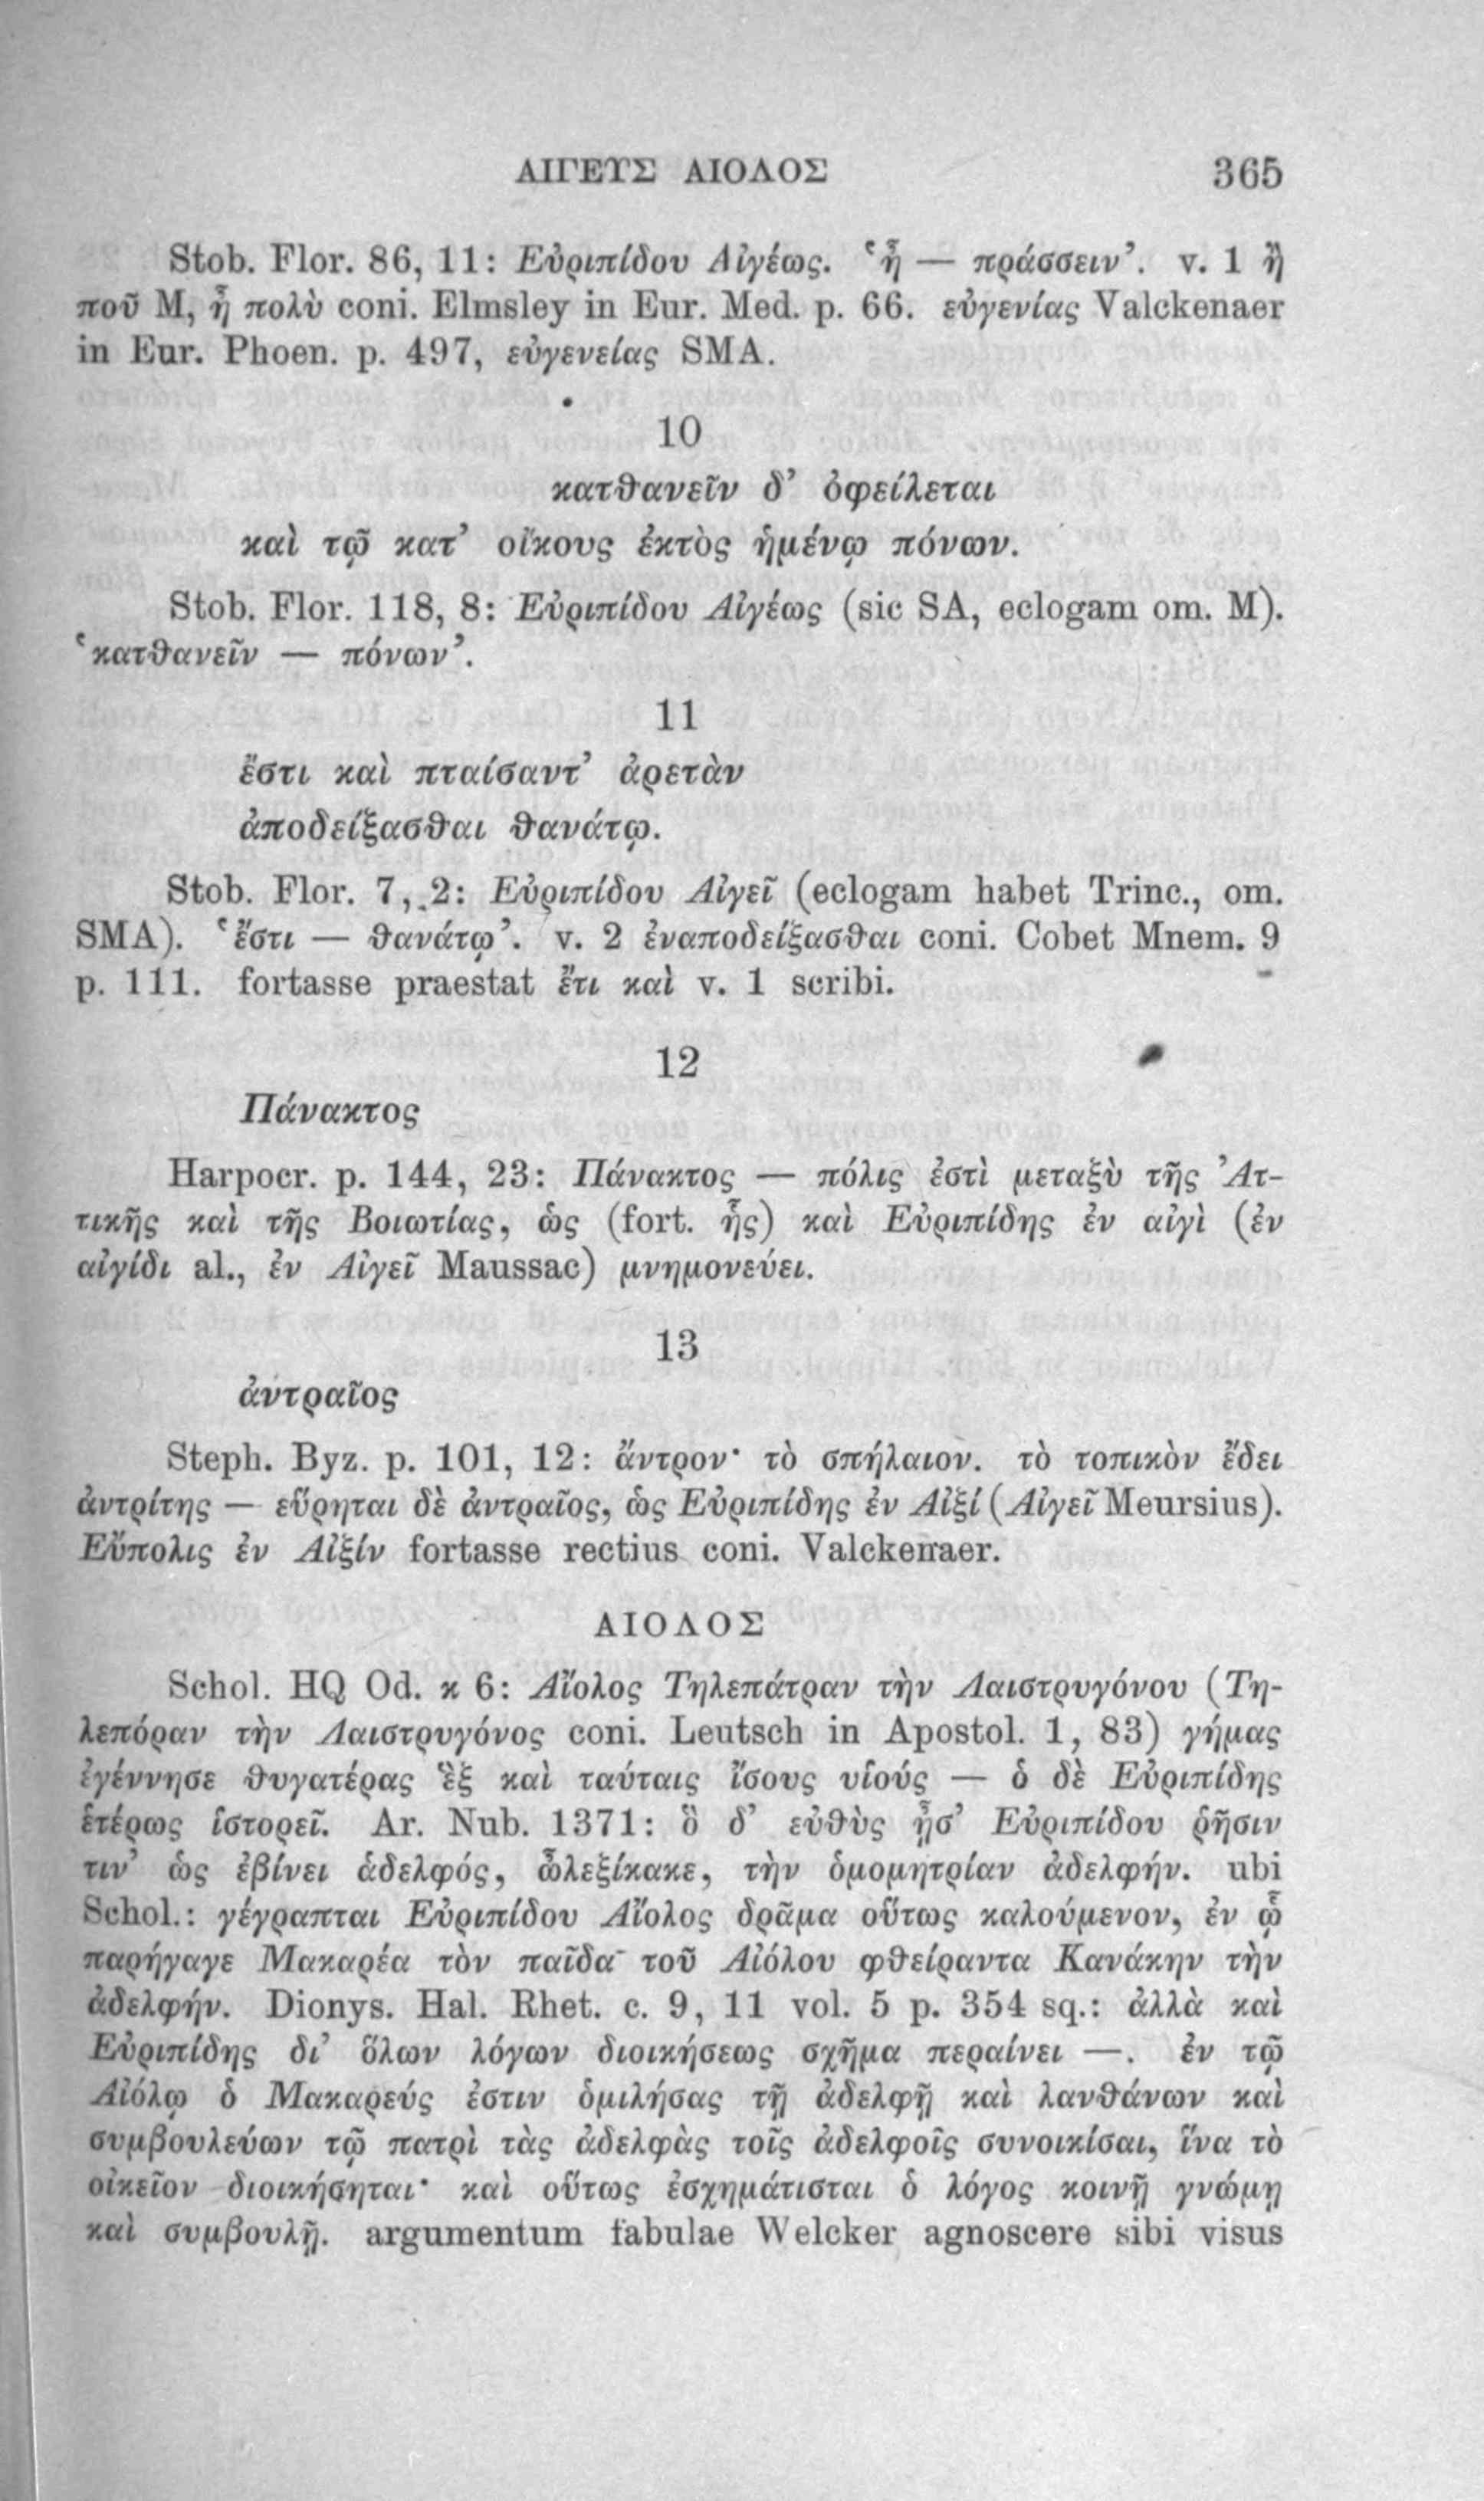 ΑΙΓΕΥΣ ΑΙΟΛΟΣ 365
Stob. Flor. 86, 11: Εὐριπίδου Αἰγέως. ‘ἦ — πράσσειν’. v. 1 ἢ
ποῦ M, ἦ πολὺ coni. Elmsley in Eur. Med. p. 66. εὐγενίας Valckenaer
in Eur. Phoen. p. 497, εὐγενείας SMA.
10
κατθανεῖν δ’ ὀφείλεται
καὶ τῷ κατ’ οἴκους ἐκτὸς ἡμένῳ πόνων.
Stob. Flor. 118, 8: Εὐριπίδου Αἰγέως (sic SA, eclogam om. M).
‘κατθανεῖν — πόνων’.
11
ἔστι καὶ πταίσαντ’ ἀρετὰν
ἀποδείξασθαι θανάτῳ.
Stob. Flor. 7, 2: Εὐριπίδου Αἰγεῖ (eclogam habet Trinc., om.
SMA). ‘ἔστι — θανάτῳ’. v. 2 ἐναποδείξασθαι coni. Cobet Mnem. 9
p. 111. fortasse praestat ἔτι καὶ v. 1 scribi.
12
Πάνακτος
Harpocr. p. 144, 23: Πάνακτος — πόλις ἐστὶ μεταξὺ τῆς Ἀτ-
τικῆς καὶ τῆς Βοιωτίας, ὡς (fort. ἧς) καὶ Εὐριπίδης ἐν αἰγὶ (ἐν
αἰγίδι al., ἐν Αἰγεῖ Maussac) μνημονεύει.
13
ἀντραῖος
Steph. Byz. p. 101, 12: ἄντρον· τὸ σπήλαιον. τὸ τοπικὸν ἔδει
ἀντρίτης — εὕρηται δὲ ἀντραῖος, ὡς Εὐριπίδης ἐν Αἰξί (Αἰγεῖ Meursius).
Εὔπολις ἐν Αἰξίν fortasse rectius coni. Valckenaer.
ΑΙΟΛΟΣ
Schol. HQ Od. κ 6: Αἴολος Τηλεπάτραν τὴν Λαιστρυγόνου (Τη-
λεπόραν τὴν Λαιστρυγόνος coni. Leutsch in Apostol. 1, 83) γήμας
ἐγέννησε θυγατέρας ἓξ καὶ ταύταις ἴσους υἱούς — ὁ δὲ Εὐριπίδης
ἑτέρως ἱστορεῖ. Ar. Nub. 1371: ὃ δ’ εὐθὺς ᾖσ’ Εὐριπίδου ῥῆσιν
τιν’ ὡς ἐβίνει ἁδελφός, ὦλεξίκακε, τὴν ὁμομητρίαν ἀδελφήν. ubi
Schol.: γέγραπται Εὐριπίδου Αἴολος δρᾶμα οὕτως καλούμενον, ἐν ᾧ
παρήγαγε Μακαρέα τὸν παῖδα τοῦ Αἰόλου φθείραντα Κανάκην τὴν
ἀδελφήν. Dionys. Hal. Rhet. c. 9, 11 vol. 5 p. 354 sq.: ἀλλὰ καὶ
Εὐριπίδης δι’ ὅλων λόγων διοικήσεως σχῆμα περαίνει —. ἐν τῷ
Αἰόλῳ ὁ Μακαρεύς ἐστιν ὁμιλήσας τῇ ἀδελφῇ καὶ λανθάνων καὶ
συμβουλεύων τῷ πατρὶ τὰς ἀδελφὰς τοῖς ἀδελφοῖς συνοικίσαι, ἵνα τὸ
οἰκεῖον διοικήσηται· καὶ οὕτως ἐσχημάτισται ὁ λόγος κοινῇ γνώμῃ
καὶ συμβουλῇ. argumentum fabulae Welcker agnoscere sibi visus